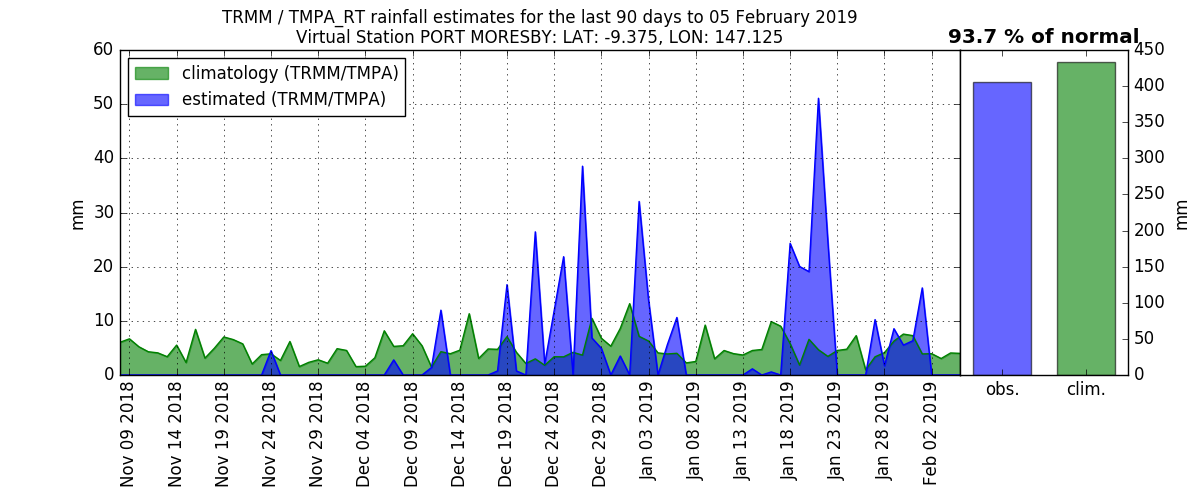 TRMM / TMPA_RT rainfall estimates for the last 90 days to 05 February 2019
Virtual Station PORT MORESBY: LAT: -9.375, LON: 147.125
93.7 % of normal
climatology (TRMM/TMPA)
estimated (TRMM/TMPA)
mm
60
50
40
30
20
10
0
Nov 09 2018
Nov 14 2018
Nov 19 2018
Nov 24 2018
Nov 29 2018
Dec 04 2018
Dec 09 2018
Dec 14 2018
Dec 19 2018
Dec 24 2018
Dec 29 2018
Jan 03 2019
Jan 08 2019
Jan 13 2019
Jan 18 2019
Jan 23 2019
Jan 28 2019
Feb 02 2019
obs.
clim.
450
400
350
300
250
200
150
100
50
0
mm